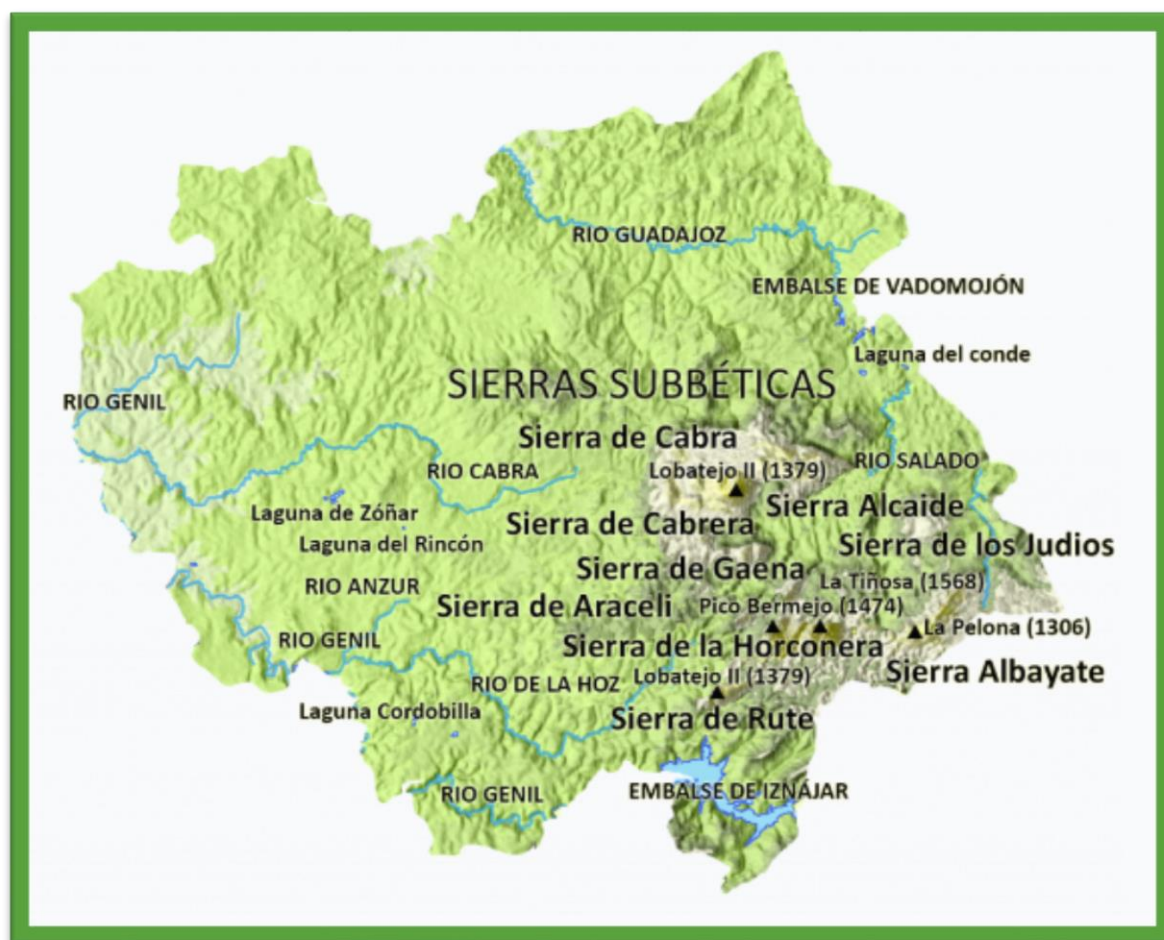 RIO GUADAJOZ
EMBALSE DE VADOMOJÓN
Laguna del conde
SIERRAS SUBBÉTICAS
RIO GENIL
Sierra de Cabra
RIO CABRA
Lobatejo II (1379)
RIO SALADO
Laguna de Zóñar
Sierra Alcaide
Sierra de Cabrera
Laguna del Rincón
Sierra de los Judios
Sierra de Gaena
La Tiñosa (1568)
RIO ANZUR
Sierra de Araceli
Pico Bermejo (1474)
La Pelona (1306)
RIO GENIL
Sierra de la Horconera
Sierra Albayate
RIO DE LA HOZ
Lobatejo II (1379)
Laguna Cordobilla
Sierra de Rute
RIO GENIL
EMBALSE DE IZNÁJAR